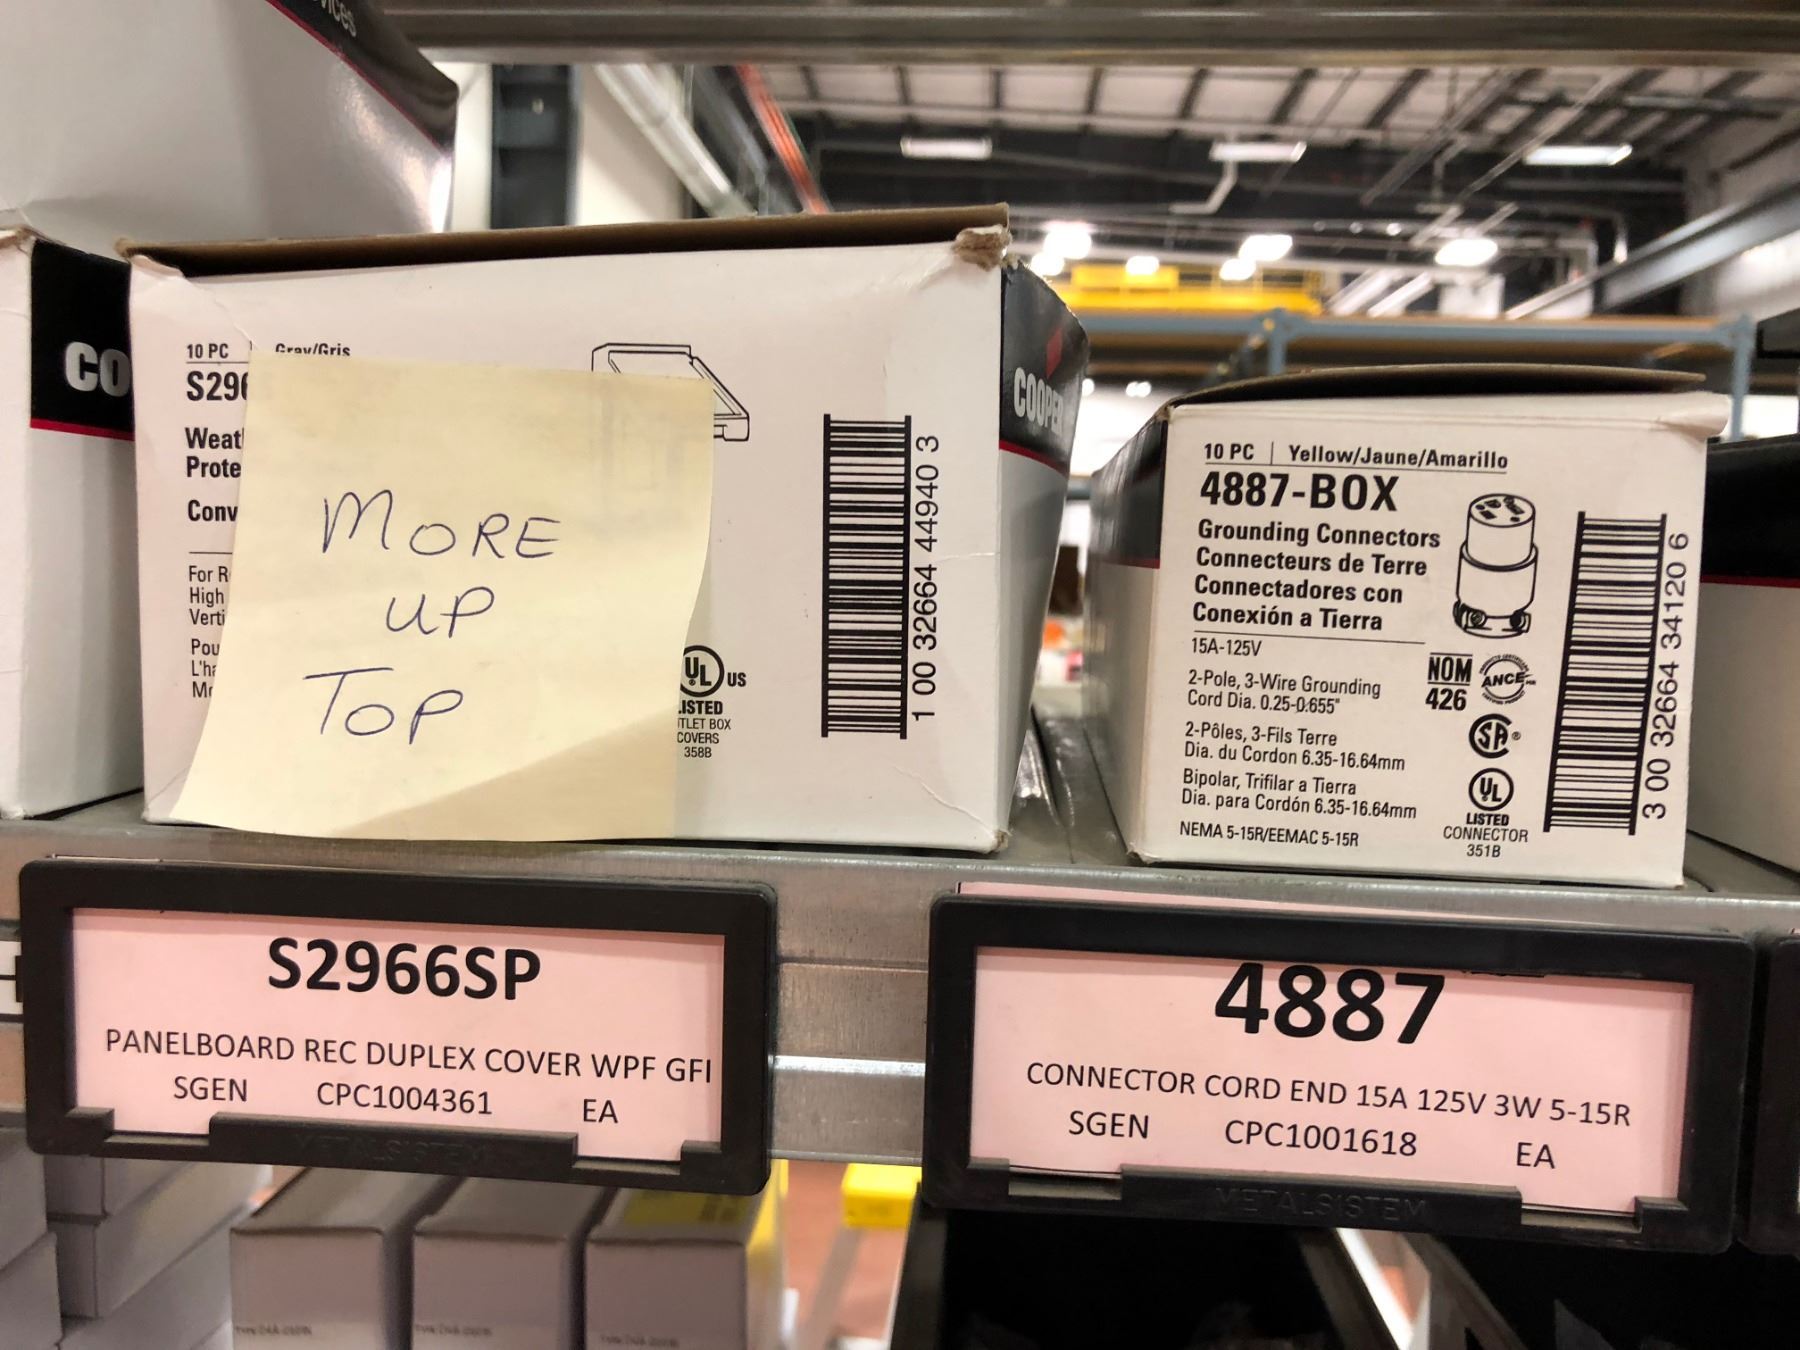 CO
10 PC Gray/Gris
S296
Weat
Prote
Conv
For R
High
Verti
Pou
L'ha
MORE
UP
TOP
UL US
LISTED
TLET BOX
COVERS
358B
1 00 32664 44940 3
COOPER
10 PC | Yellow/Jaune/Amarillo
4887-BOX
Grounding Connectors
Connecteurs de Terre
Connectadores con
Conexión a Tierra
15A-125V
2-Pole, 3-Wire Grounding
Cord Dia. 0.25-0.655"
2-Pôles, 3-Fils Terre
Dia. du Cordon 6.35-16.64mm
Bipolar, Trifilar a Tierra
Dia. para Cordón 6.35-16.64mm
NEMA 5-15R/EEMAC 5-15R
NOM
426
ANCE
SA ®
UL
LISTED
CONNECTOR
351B
3 00 32664 34120 6
S2966SP
PANELBOARD REC DUPLEX COVER WPF GFI
SGEN CPC1004361 EA
METALSISTEM
4887
CONNECTOR CORD END 15A 125V 3W 5-15R
SGEN CPC1001618 EA
METALSISTEM